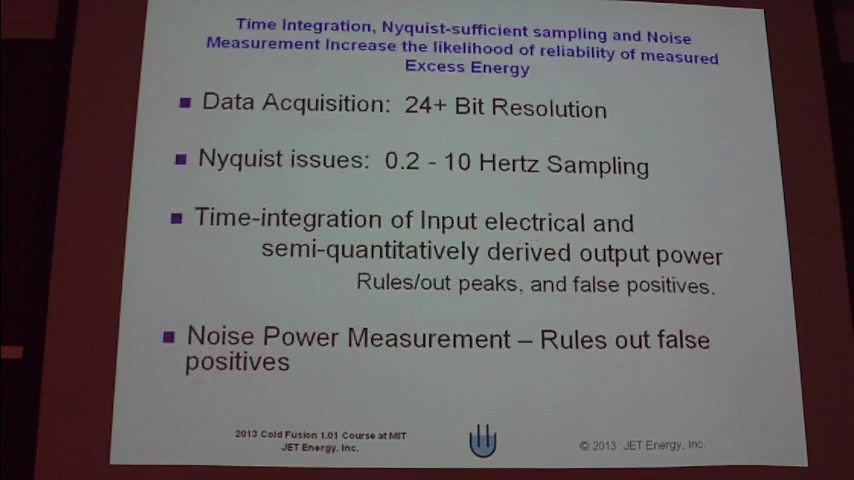 Time Integration, Nyquist-sufficient sampling and Noise
Measurement Increase the likelihood of reliability of measured
Excess Energy
Data Acquisition: 24+ Bit Resolution
Nyquist issues: 0.2 - 10 Hertz Sampling
Time-integration of Input electrical and
semi-quantitatively derived output power
Rules/out peaks, and false positives.
Noise Power Measurement – Rules out false
positives
2013 Cold Fusion 1.01 Course at MIT
JET Energy, Inc.
© 2013 JET Energy, Inc.